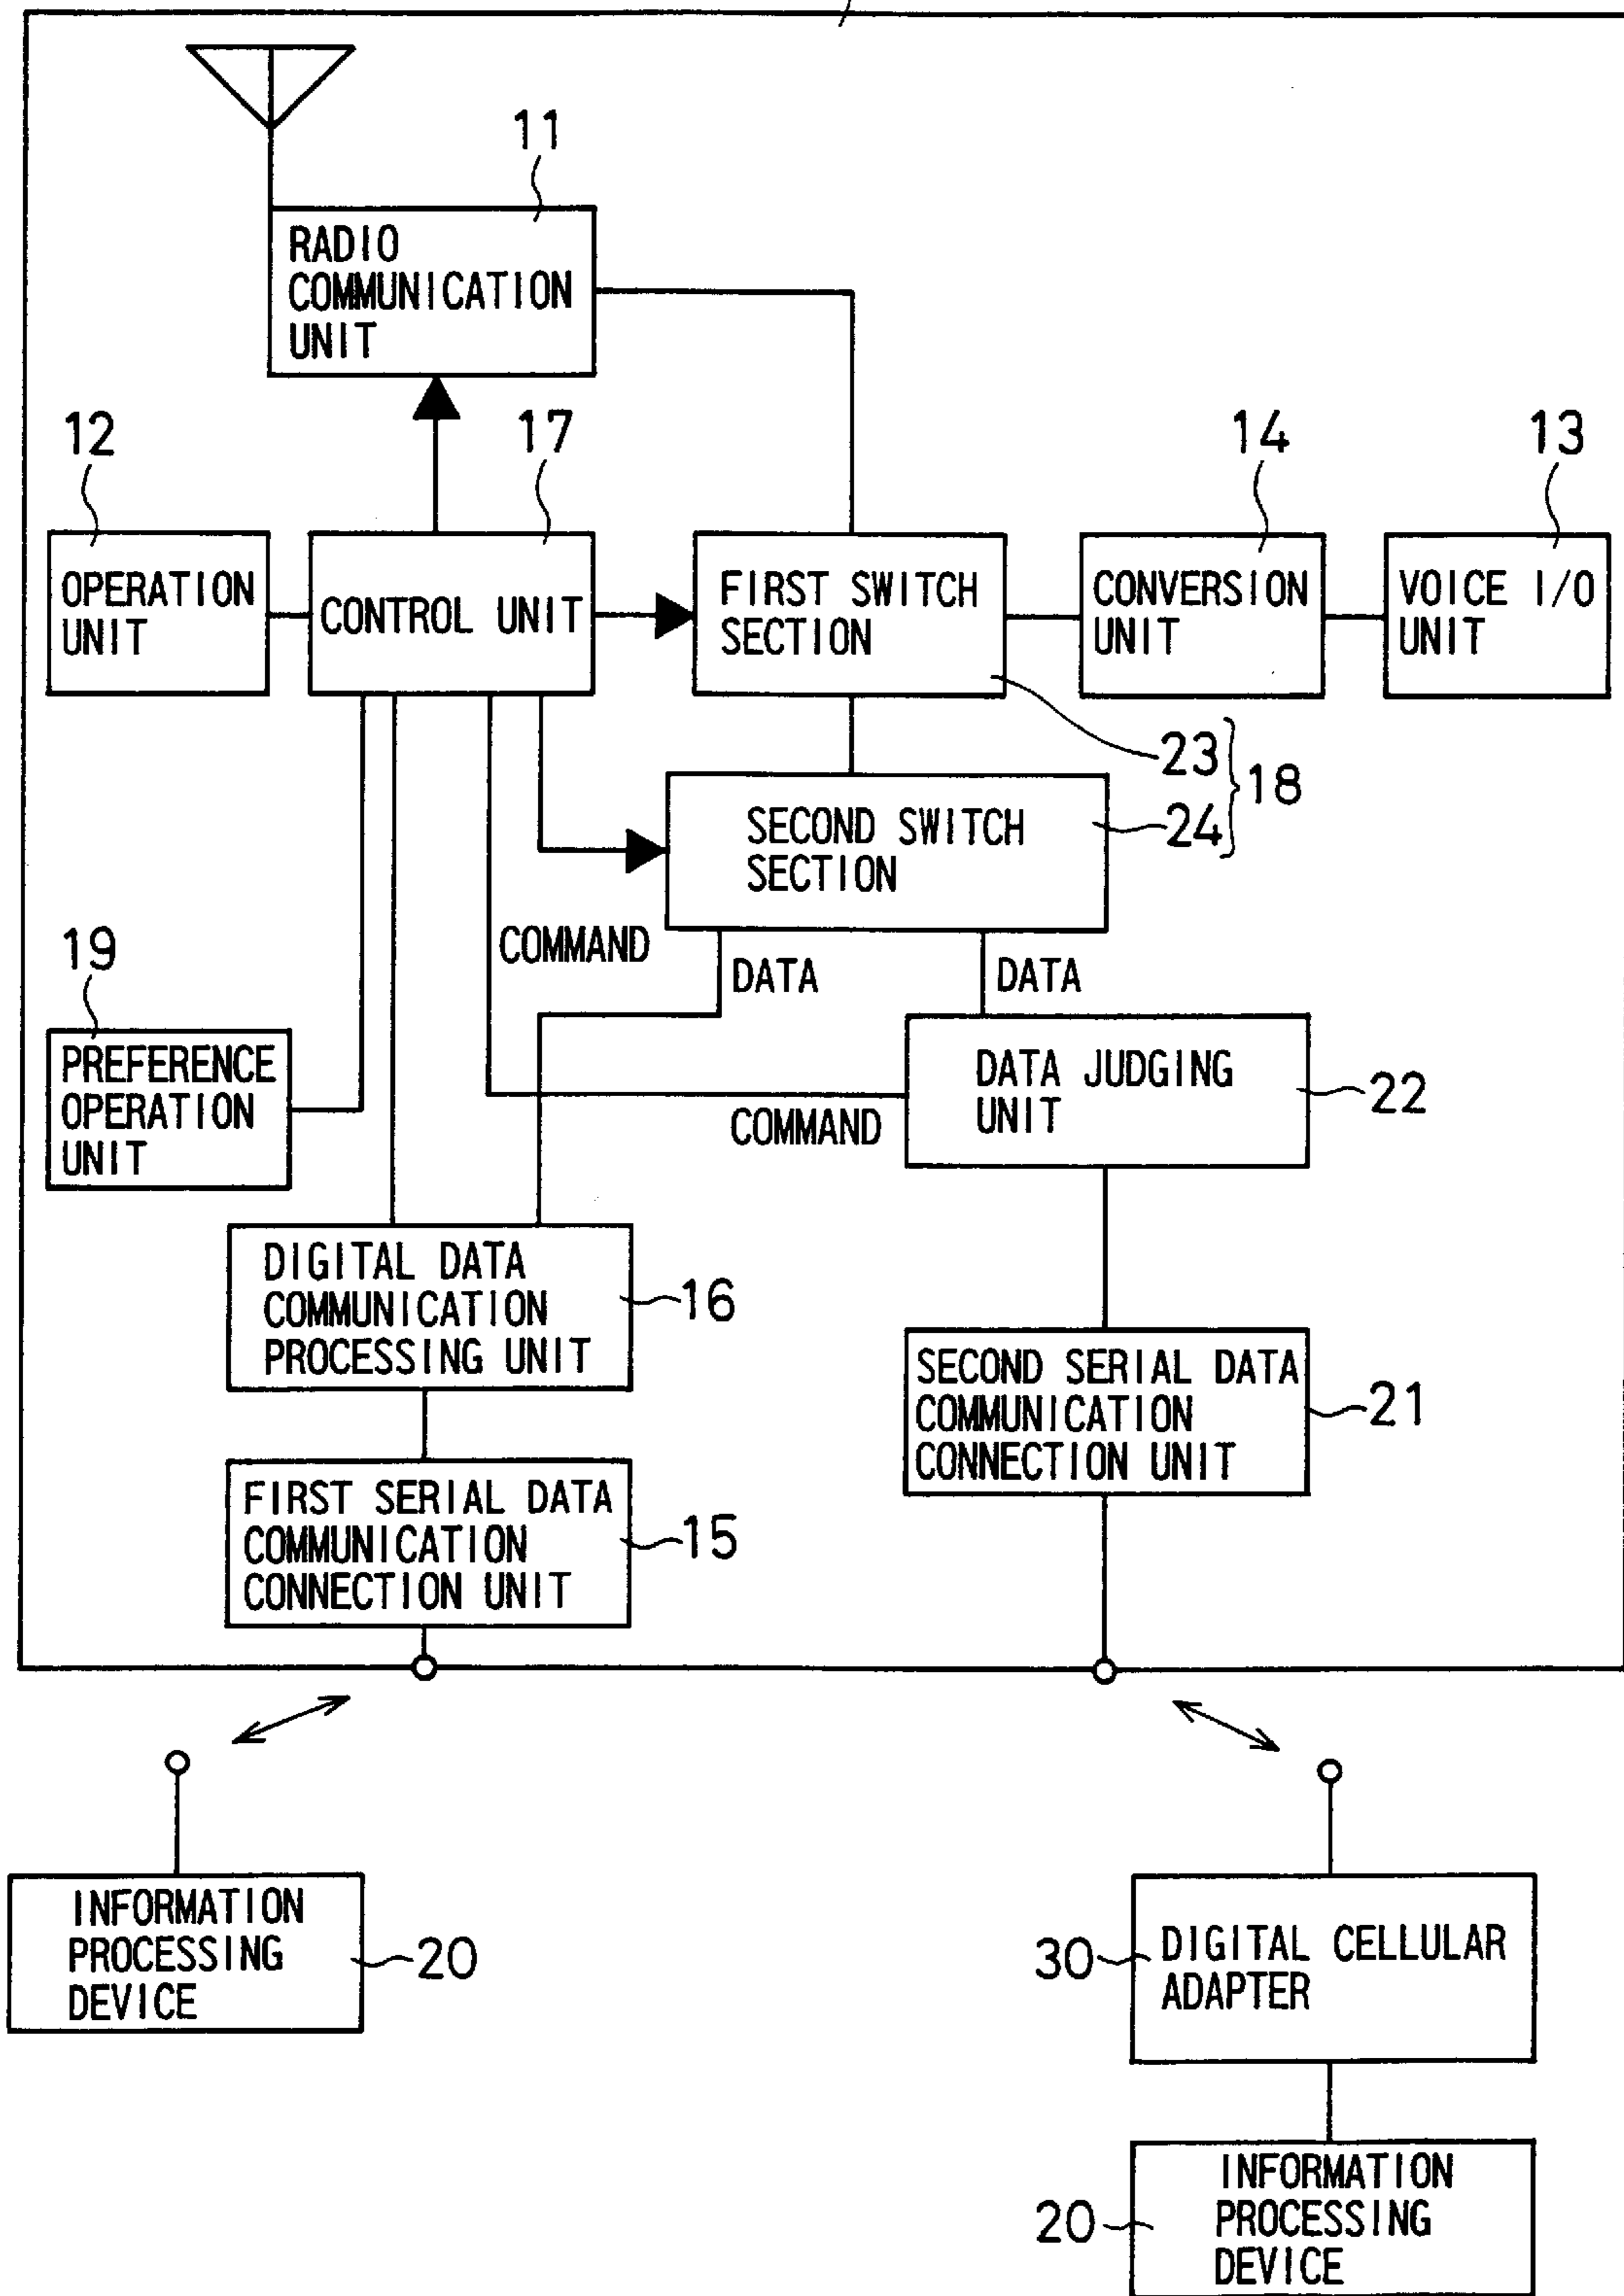 11
RADIO
COMMUNICATION
UNIT
12
17
14
13
OPERATION
UNIT
CONTROL UNIT
FIRST SWITCH
SECTION
CONVERSION
UNIT
VOICE I/O
UNIT
23
18
24
SECOND SWITCH
SECTION
COMMAND
DATA
DATA
19
PREFERENCE
OPERATION
UNIT
DATA JUDGING
UNIT
22
COMMAND
DIGITAL DATA
COMMUNICATION
PROCESSING UNIT
16
SECOND SERIAL DATA
COMMUNICATION
CONNECTION UNIT
21
FIRST SERIAL DATA
COMMUNICATION
CONNECTION UNIT
15
INFORMATION
PROCESSING
DEVICE
20
30
DIGITAL CELLULAR
ADAPTER
20
INFORMATION
PROCESSING
DEVICE